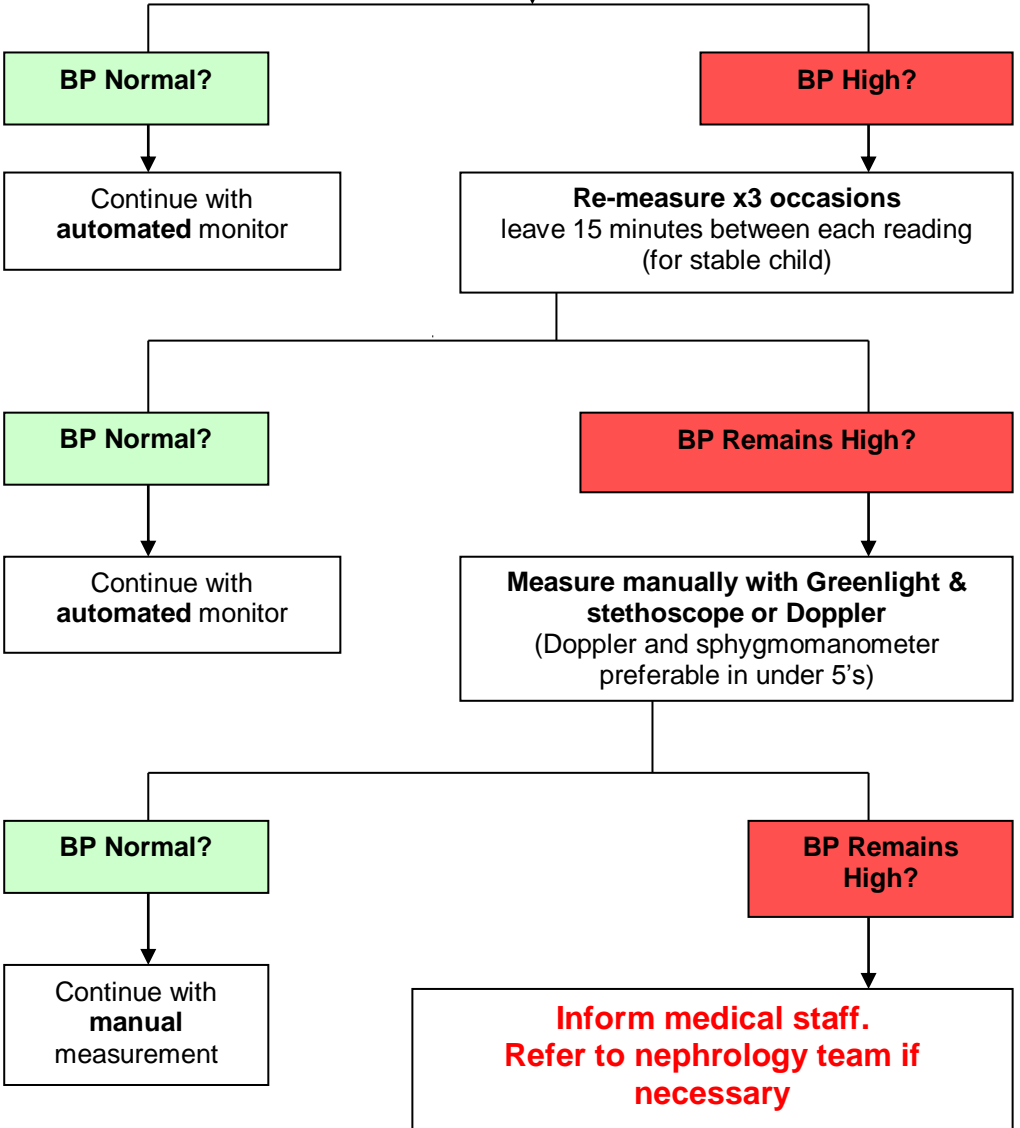 BP Normal?
BP High?
Continue with
automated monitor
Re-measure x3 occasions
leave 15 minutes between each reading
(for stable child)
BP Normal?
BP Remains High?
Continue with
automated monitor
Measure manually with Greenlight &
stethoscope or Doppler
(Doppler and sphygmomanometer
preferable in under 5's)
BP Normal?
BP Remains
High?
Continue with
manual
measurement
Inform medical staff.
Refer to nephrology team if
necessary